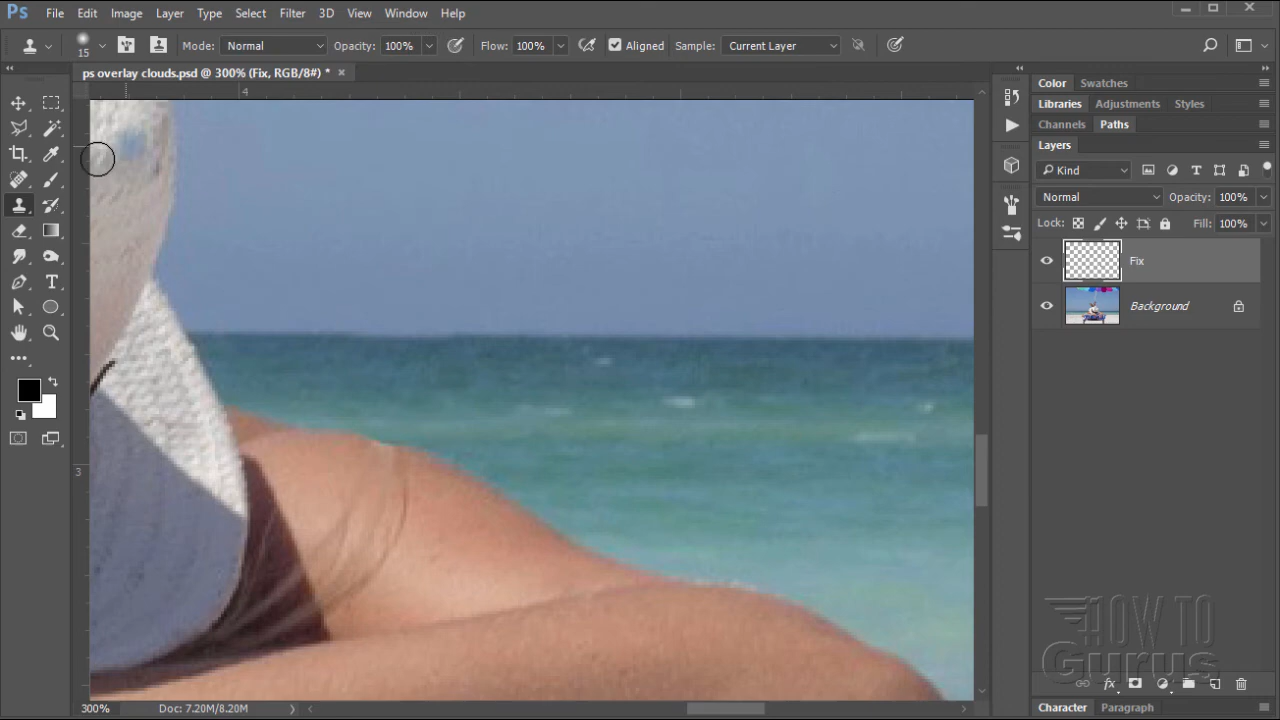 Ps File Edit Image Layer Type Select Filter 3D View Window Help
15 Mode: Normal Opacity: 100% Flow: 100% Aligned Sample: Current Layer
ps overlay clouds.psd @ 300% (Fix, RGB/8#) * ×
4
3
Color Swatches
Libraries Adjustments Styles
Channels Paths
Layers
Kind
Normal Opacity: 100%
Lock: Fill: 100%
Fix
Background
HOW TO
Gurus
fx
300% Doc: 7.20M/8.20M
Character Paragraph